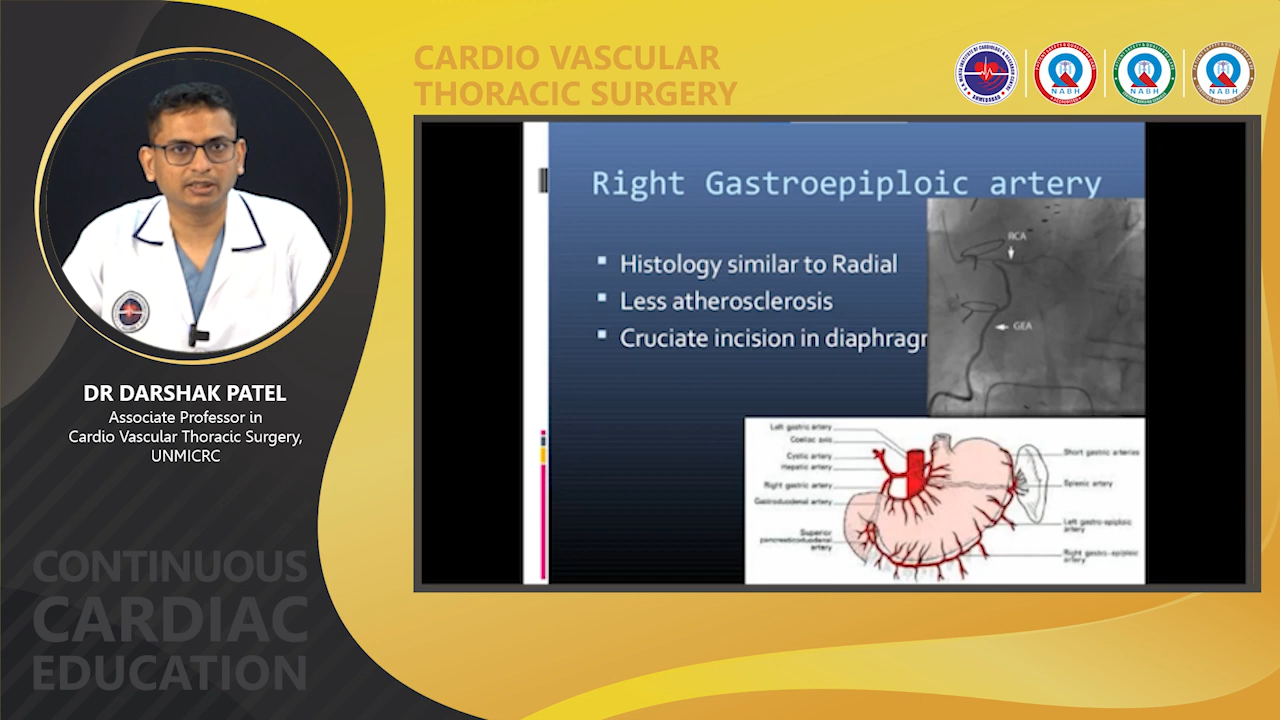 CARDIO VASCULAR
THORACIC SURGERY
NABH
NABH
NABH
Right Gastroepiploic artery
Histology similar to Radial
Less atherosclerosis
Cruciate incision in diaphragr
RCA
GEA
Left gastric artery
Coeliac axis
Cystic artery
Hepatic artery
Right gastric artery
Gastroduodenal artery
Superior
pancreaticoduodenal
artery
Short gastric arteries
Splenic artery
Left gastro-epiploic
artery
Right gastro-epiploic
artery
DR DARSHAK PATEL
Associate Professor in
Cardio Vascular Thoracic Surgery,
UNMICRC
CONTINUOUS
CARDIAC
EDUCATION